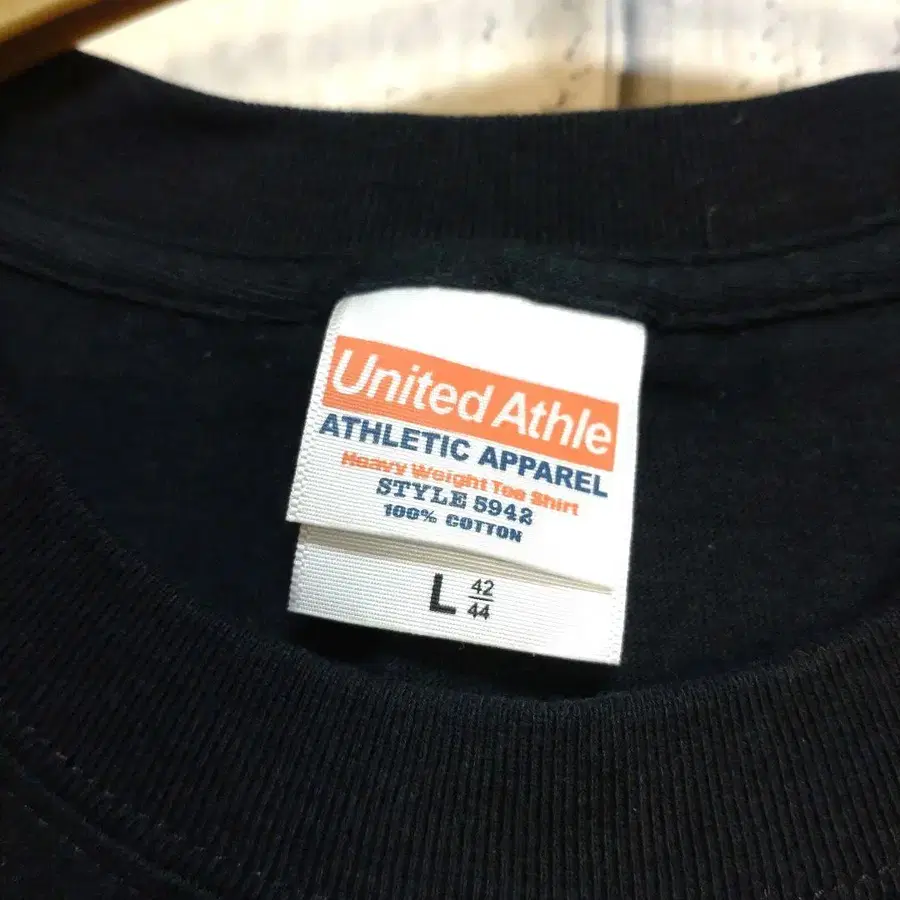 United Athle
ATHLETIC APPAREL
Heavy Weight Tee Shirt
STYLE 5942
100% COTTON
L 42/44